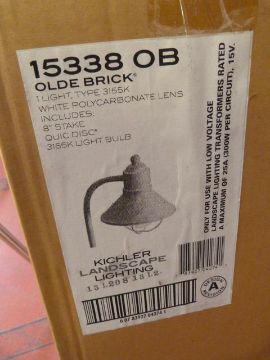 15338 OB
OLDE BRICK®
1 LIGHT, TYPE 3155K
WHITE POLYCARBONATE LENS
INCLUDES:
8" STAKE
QUIC DISC®
3155K LIGHT BULB
KICHLER
LANDSCAPE
LIGHTING
ONLY FOR USE WITH LOW VOLTAGE
LANDSCAPE LIGHTING TRANSFORMERS RATED
A MAXIMUM OF 25A (300W PER CIRCUIT), 15V.
A